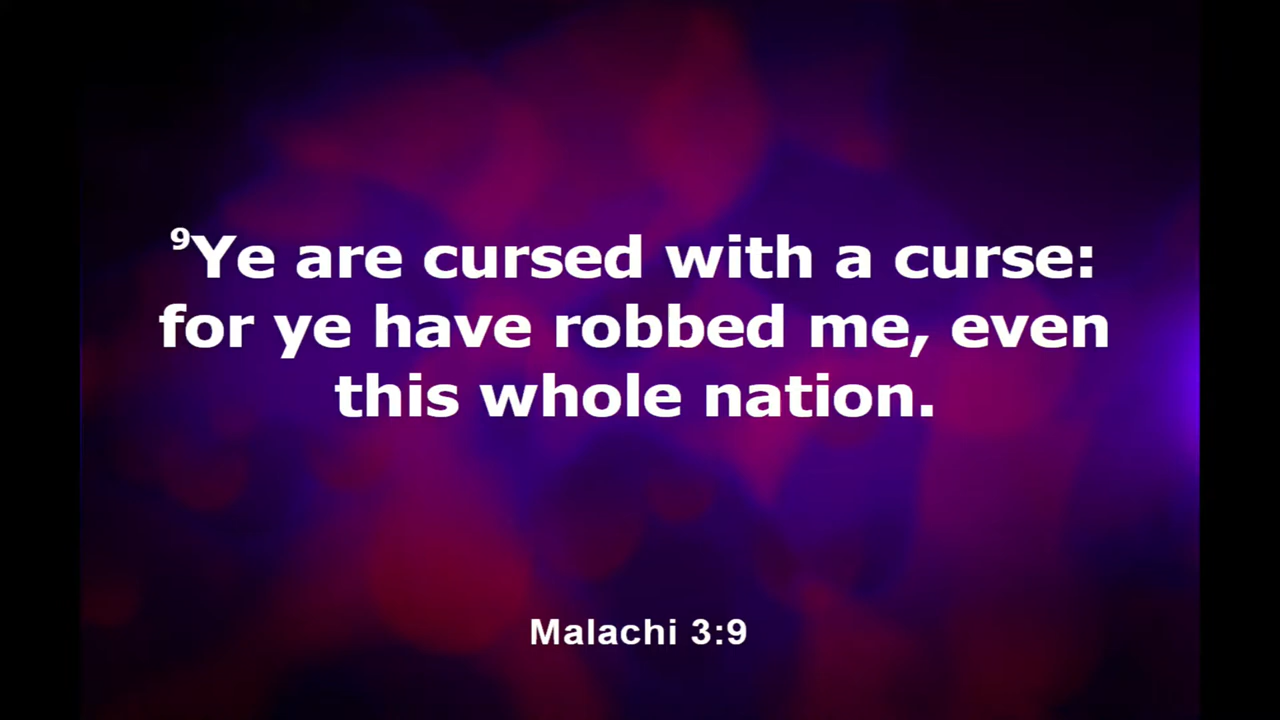 ⁹Ye are cursed with a curse:
for ye have robbed me, even
this whole nation.
Malachi 3:9